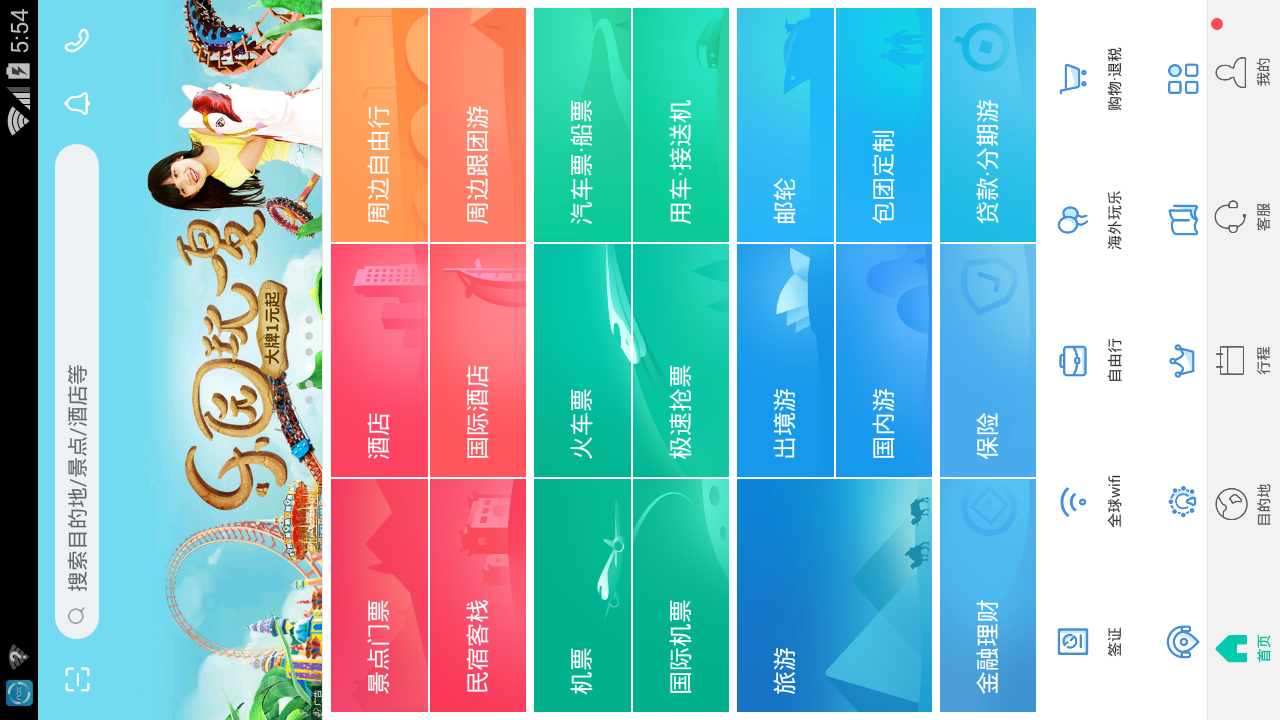 5:54
搜索目的地/景点/酒店等
大牌1元起
广告
景点门票
酒店
周边自由行
民宿客栈
国际酒店
周边跟团游
机票
火车票
汽车票·船票
国际机票
极速抢票
用车·接送机
旅游
出境游
邮轮
国内游
包团定制
金融理财
保险
贷款·分期游
签证
全球wifi
自由行
海外玩乐
购物·退税
首页
目的地
行程
客服
我的